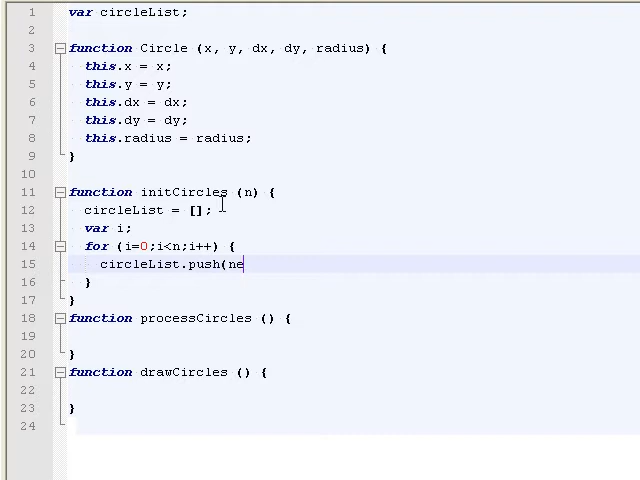 1 var circleList;
2
3 function Circle (x, y, dx, dy, radius) {
4 this.x = x;
5 this.y = y;
6 this.dx = dx;
7 this.dy = dy;
8 this.radius = radius;
9 }
10
11 function initCircles (n) {
12 circleList = [];
13 var i;
14 for (i=0;i<n;i++) {
15 circleList.push(ne
16 }
17 }
18 function processCircles () {
19
20 }
21 function drawCircles () {
22
23 }
24